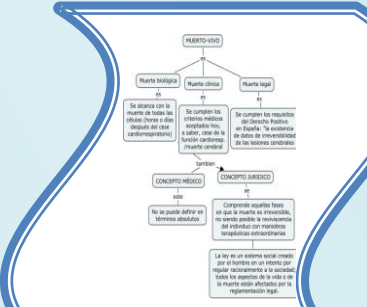 MUERTO-VIVO
es
Muerte biológica
Muerte clínica
Muerte legal
es
es
es
Se alcanza con la
muerte de todas las
células (horas o días
después del cese
cardiorrespiratorio)
Se cumplen los
criterios médicos
aceptados hoy,
a saber, cese de la
función cardioresp.
/muerte cerebral
Se cumplen los requisitos
del Derecho Positivo
en España: "la existencia
de datos de irreversibilidad
de las lesiones cerebrales
tambien
CONCEPTO MÉDICO
CONCEPTO JURIDICO
este
se
No se puede definir en
términos absolutos
Comprende aquellas fases
en que la muerte es irreversible,
no siendo posible la reviviscencia
del individuo con maniobras
terapéuticas extraordinarias
La ley es un sistema social creado
por el hombre en un intento por
regular racionalmente a la sociedad;
todos los aspectos de la vida o de
la muerte están afectados por la
reglamentación legal.